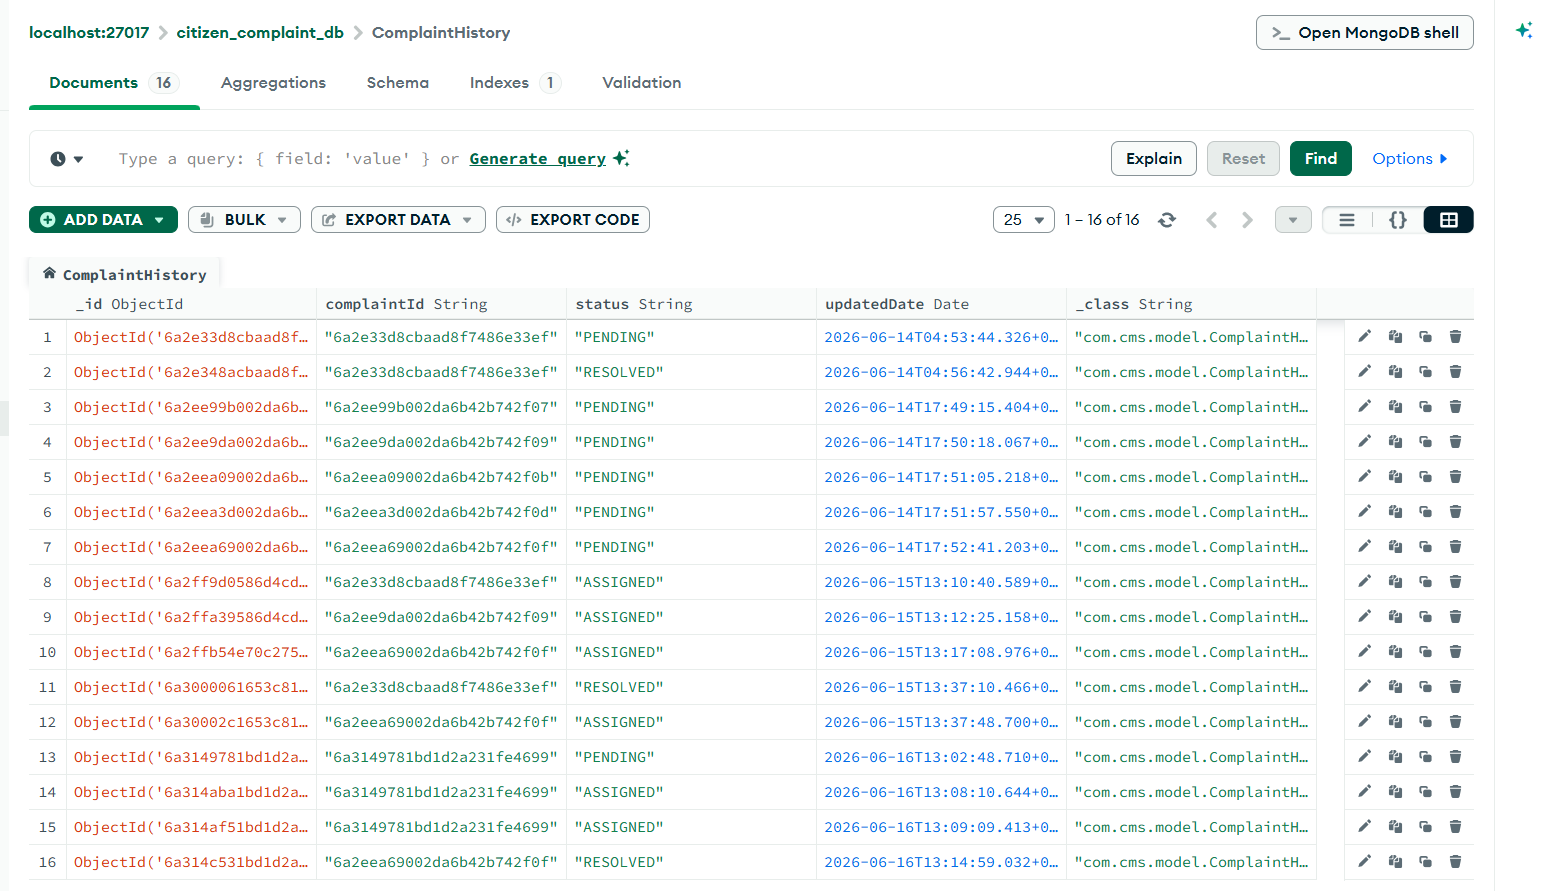 localhost:27017 > citizen_complaint_db > ComplaintHistory
>_ Open MongoDB shell
Documents 16 Aggregations Schema Indexes 1 Validation
Type a query: { field: 'value' } or Generate query
Explain Reset Find Options
ADD DATA BULK EXPORT DATA EXPORT CODE 25 1 – 16 of 16 {}
ComplaintHistory
_id ObjectId complaintId String status String updatedDate Date _class String
1 ObjectId('6a2e33d8cbaad8f… "6a2e33d8cbaad8f7486e33ef" "PENDING" 2026-06-14T04:53:44.326+0… "com.cms.model.ComplaintH…
2 ObjectId('6a2e348acbaad8f… "6a2e33d8cbaad8f7486e33ef" "RESOLVED" 2026-06-14T04:56:42.944+0… "com.cms.model.ComplaintH…
3 ObjectId('6a2ee99b002da6b… "6a2ee99b002da6b42b742f07" "PENDING" 2026-06-14T17:49:15.404+0… "com.cms.model.ComplaintH…
4 ObjectId('6a2ee9da002da6b… "6a2ee9da002da6b42b742f09" "PENDING" 2026-06-14T17:50:18.067+0… "com.cms.model.ComplaintH…
5 ObjectId('6a2eea09002da6b… "6a2eea09002da6b42b742f0b" "PENDING" 2026-06-14T17:51:05.218+0… "com.cms.model.ComplaintH…
6 ObjectId('6a2eea3d002da6b… "6a2eea3d002da6b42b742f0d" "PENDING" 2026-06-14T17:51:57.550+0… "com.cms.model.ComplaintH…
7 ObjectId('6a2eea69002da6b… "6a2eea69002da6b42b742f0f" "PENDING" 2026-06-14T17:52:41.203+0… "com.cms.model.ComplaintH…
8 ObjectId('6a2ff9d0586d4cd… "6a2e33d8cbaad8f7486e33ef" "ASSIGNED" 2026-06-15T13:10:40.589+0… "com.cms.model.ComplaintH…
9 ObjectId('6a2ffa39586d4cd… "6a2ee9da002da6b42b742f09" "ASSIGNED" 2026-06-15T13:12:25.158+0… "com.cms.model.ComplaintH…
10 ObjectId('6a2ffb54e70c275… "6a2eea69002da6b42b742f0f" "ASSIGNED" 2026-06-15T13:17:08.976+0… "com.cms.model.ComplaintH…
11 ObjectId('6a3000061653c81… "6a2e33d8cbaad8f7486e33ef" "RESOLVED" 2026-06-15T13:37:10.466+0… "com.cms.model.ComplaintH…
12 ObjectId('6a30002c1653c81… "6a2eea69002da6b42b742f0f" "ASSIGNED" 2026-06-15T13:37:48.700+0… "com.cms.model.ComplaintH…
13 ObjectId('6a3149781bd1d2a… "6a3149781bd1d2a231fe4699" "PENDING" 2026-06-16T13:02:48.710+0… "com.cms.model.ComplaintH…
14 ObjectId('6a314aba1bd1d2a… "6a3149781bd1d2a231fe4699" "ASSIGNED" 2026-06-16T13:08:10.644+0… "com.cms.model.ComplaintH…
15 ObjectId('6a314af51bd1d2a… "6a3149781bd1d2a231fe4699" "ASSIGNED" 2026-06-16T13:09:09.413+0… "com.cms.model.ComplaintH…
16 ObjectId('6a314c531bd1d2a… "6a2eea69002da6b42b742f0f" "RESOLVED" 2026-06-16T13:14:59.032+0… "com.cms.model.ComplaintH…